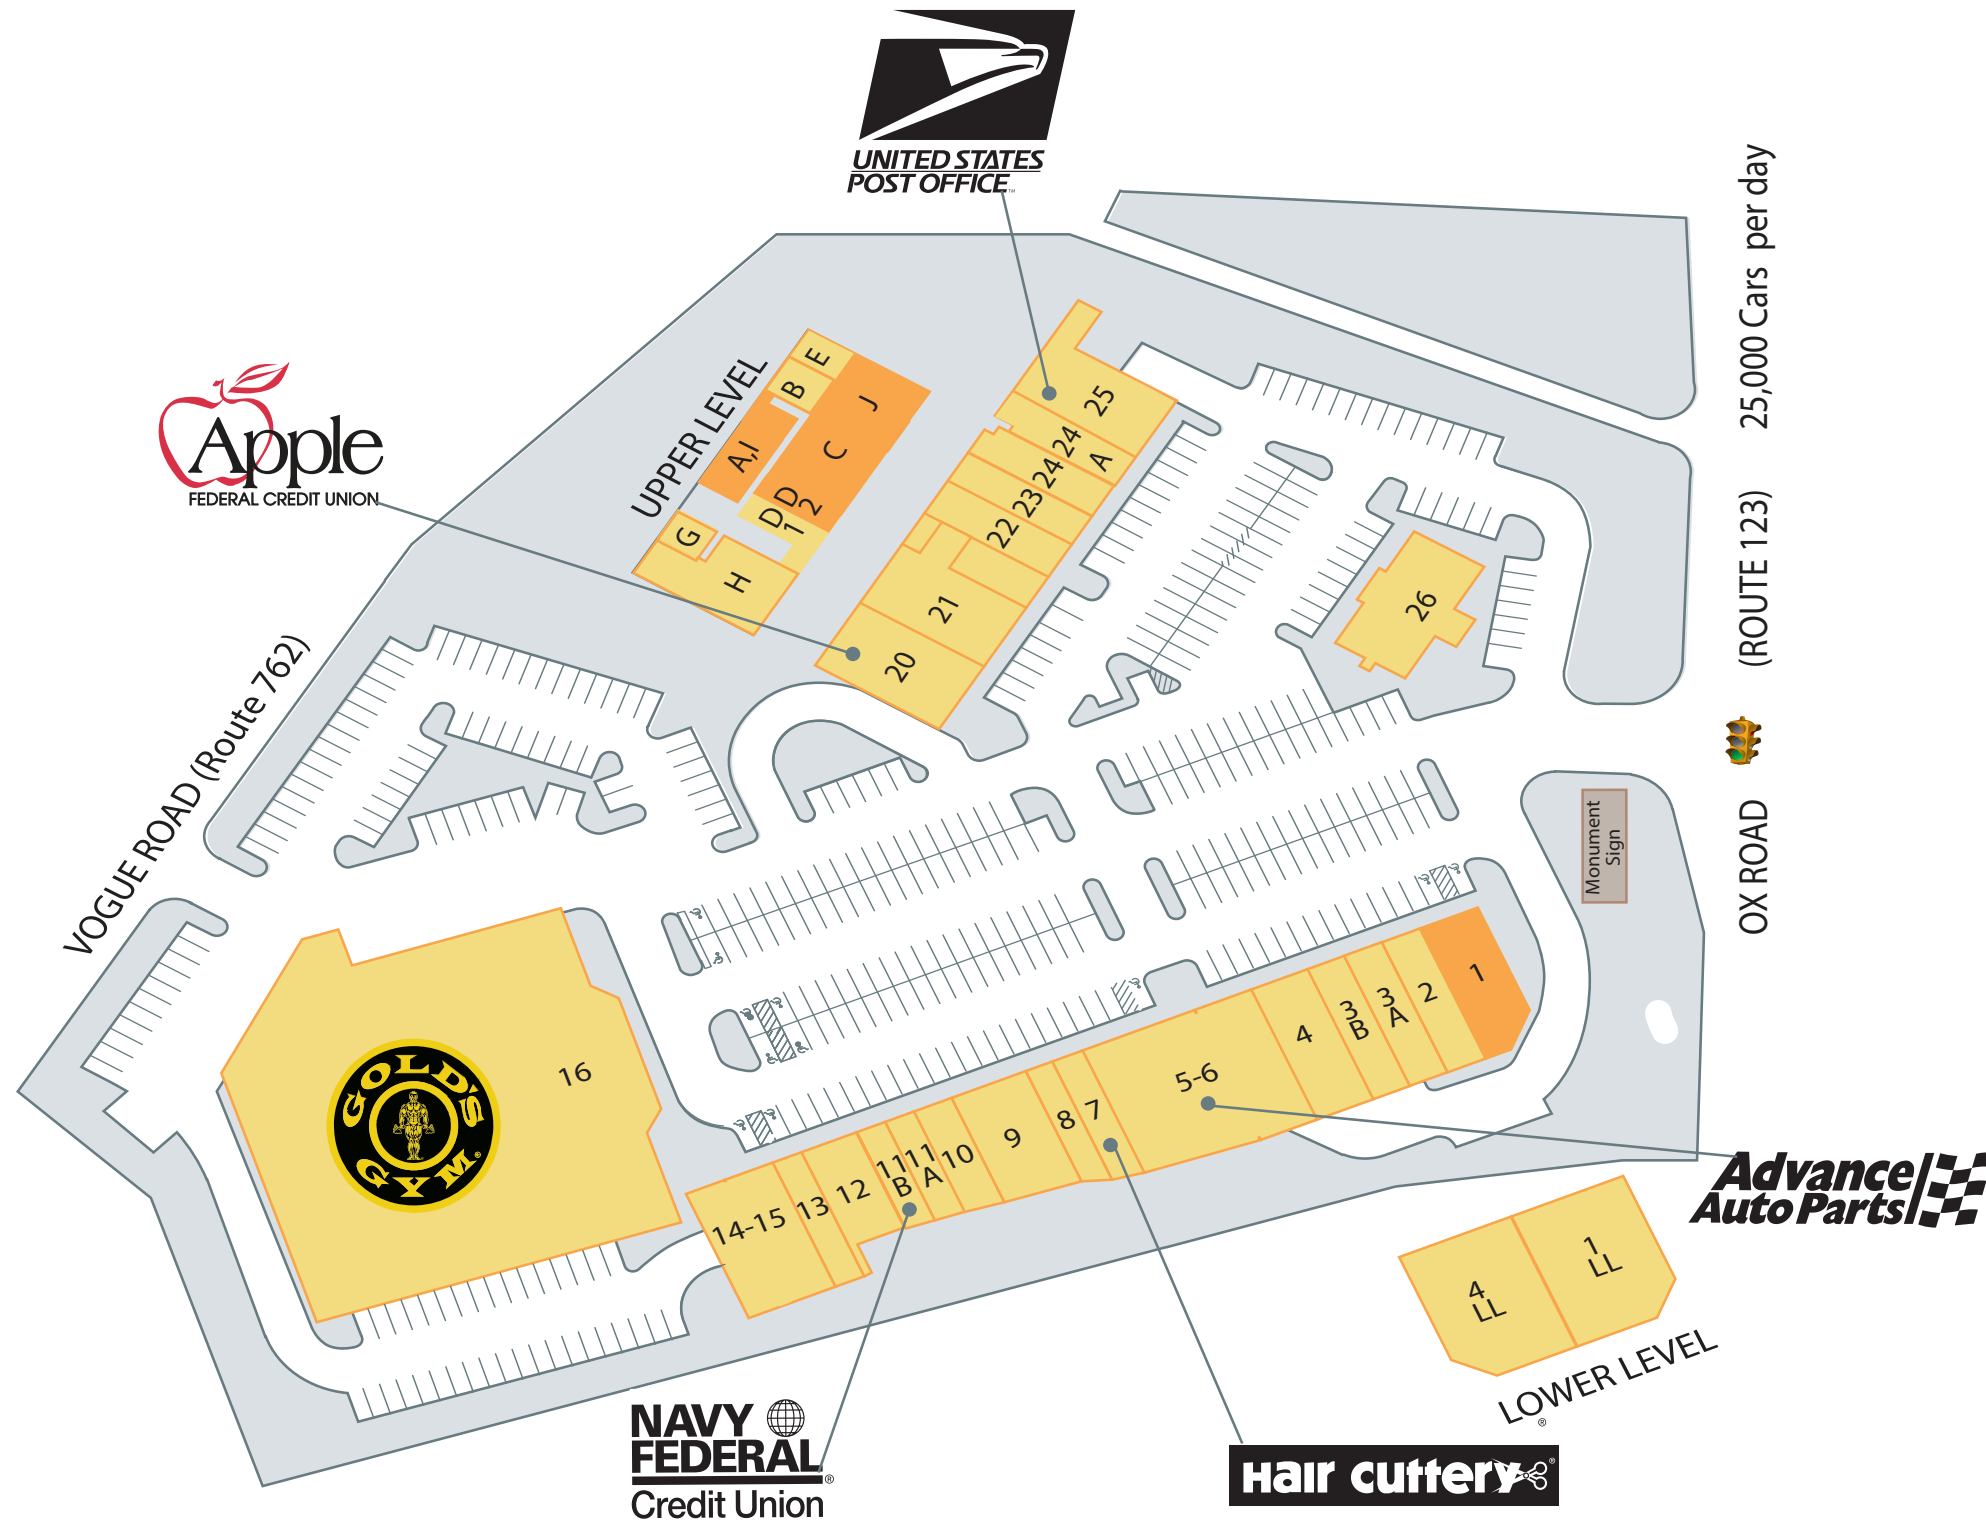 UNITED STATES
POST OFFICE™
25,000 Cars per day
(ROUTE 123)
OX ROAD
Apple
FEDERAL CREDIT UNION
UPPER LEVEL
E
B
J
A,I
C
D
2
D
1
G
H
25
24
A
24
23
22
21
20
26
VOGUE ROAD (Route 762)
Monument
Sign
GOLD'S
GYM®
16
1
2
3
A
3
B
4
5-6
7
8
9
10
11
A
11
B
12
13
14-15
Advance
Auto Parts
1
LL
4
LL
LOWER LEVEL
®
NAVY
FEDERAL®
Credit Union
Hair Cuttery®